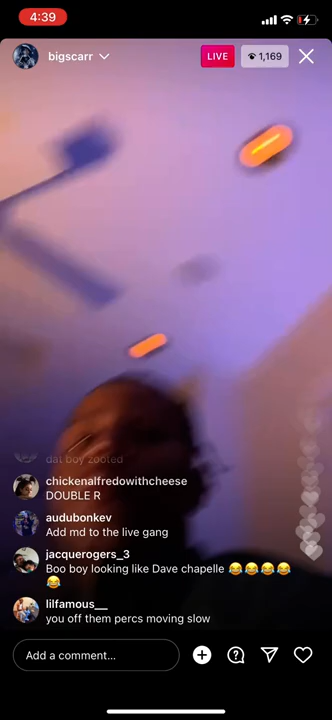 4:39
bigscarr
LIVE
1,169
dat boy zooted
chickenalfredowithcheese
DOUBLE R
audubonkev
Add md to the live gang
jacquerogers_3
Boo boy looking like Dave chapelle 😂😂😂😂
😂
lilfamous__
you off them percs moving slow
Add a comment...